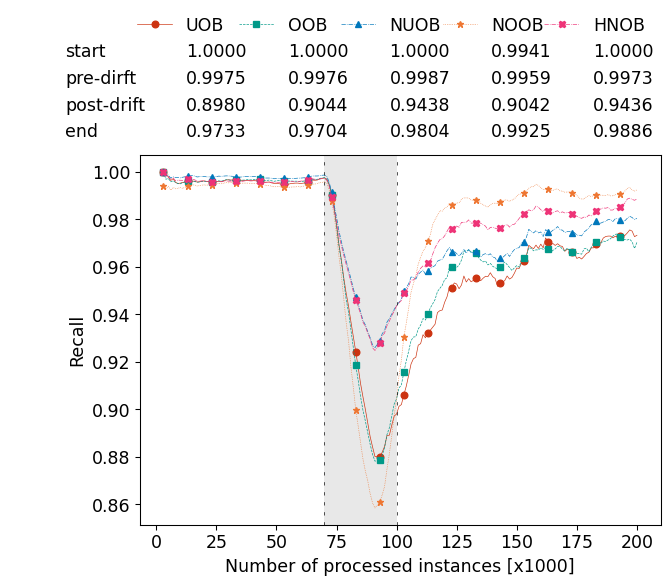 UOB OOB NUOB NOOB HNOB
start 1.0000 1.0000 1.0000 0.9941 1.0000
pre-dirft 0.9975 0.9976 0.9987 0.9959 0.9973
post-drift 0.8980 0.9044 0.9438 0.9042 0.9436
end 0.9733 0.9704 0.9804 0.9925 0.9886
1.00
0.98
0.96
0.94
0.92
0.90
0.88
0.86
Recall
0 25 50 75 100 125 150 175 200
Number of processed instances [x1000]